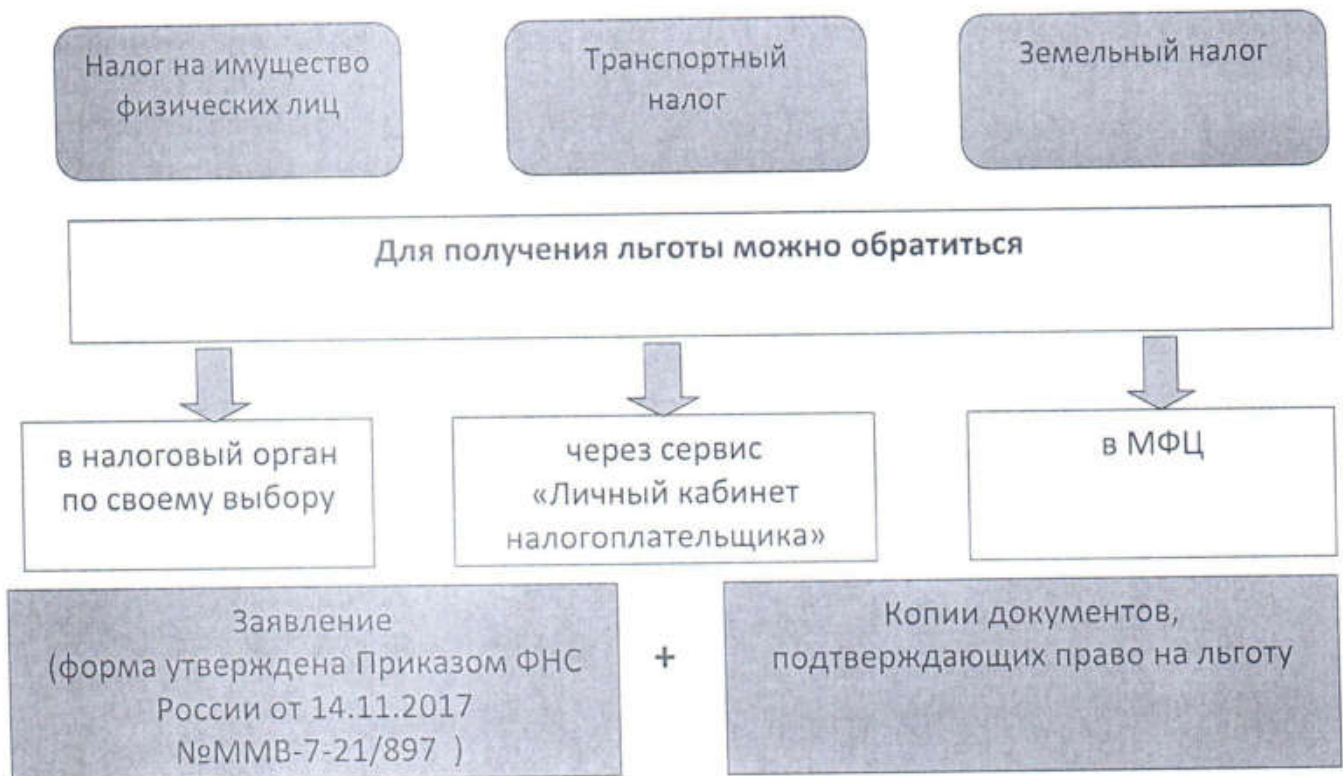 Налог на имущество
физических лиц
Транспортный
налог
Земельный налог
Для получения льготы можно обратиться
в налоговый орган
по своему выбору
через сервис
«Личный кабинет
налогоплательщика»
в МФЦ
Заявление
(форма утверждена Приказом ФНС
России от 14.11.2017
№ММВ-7-21/897 )
+
Копии документов,
подтверждающих право на льготу